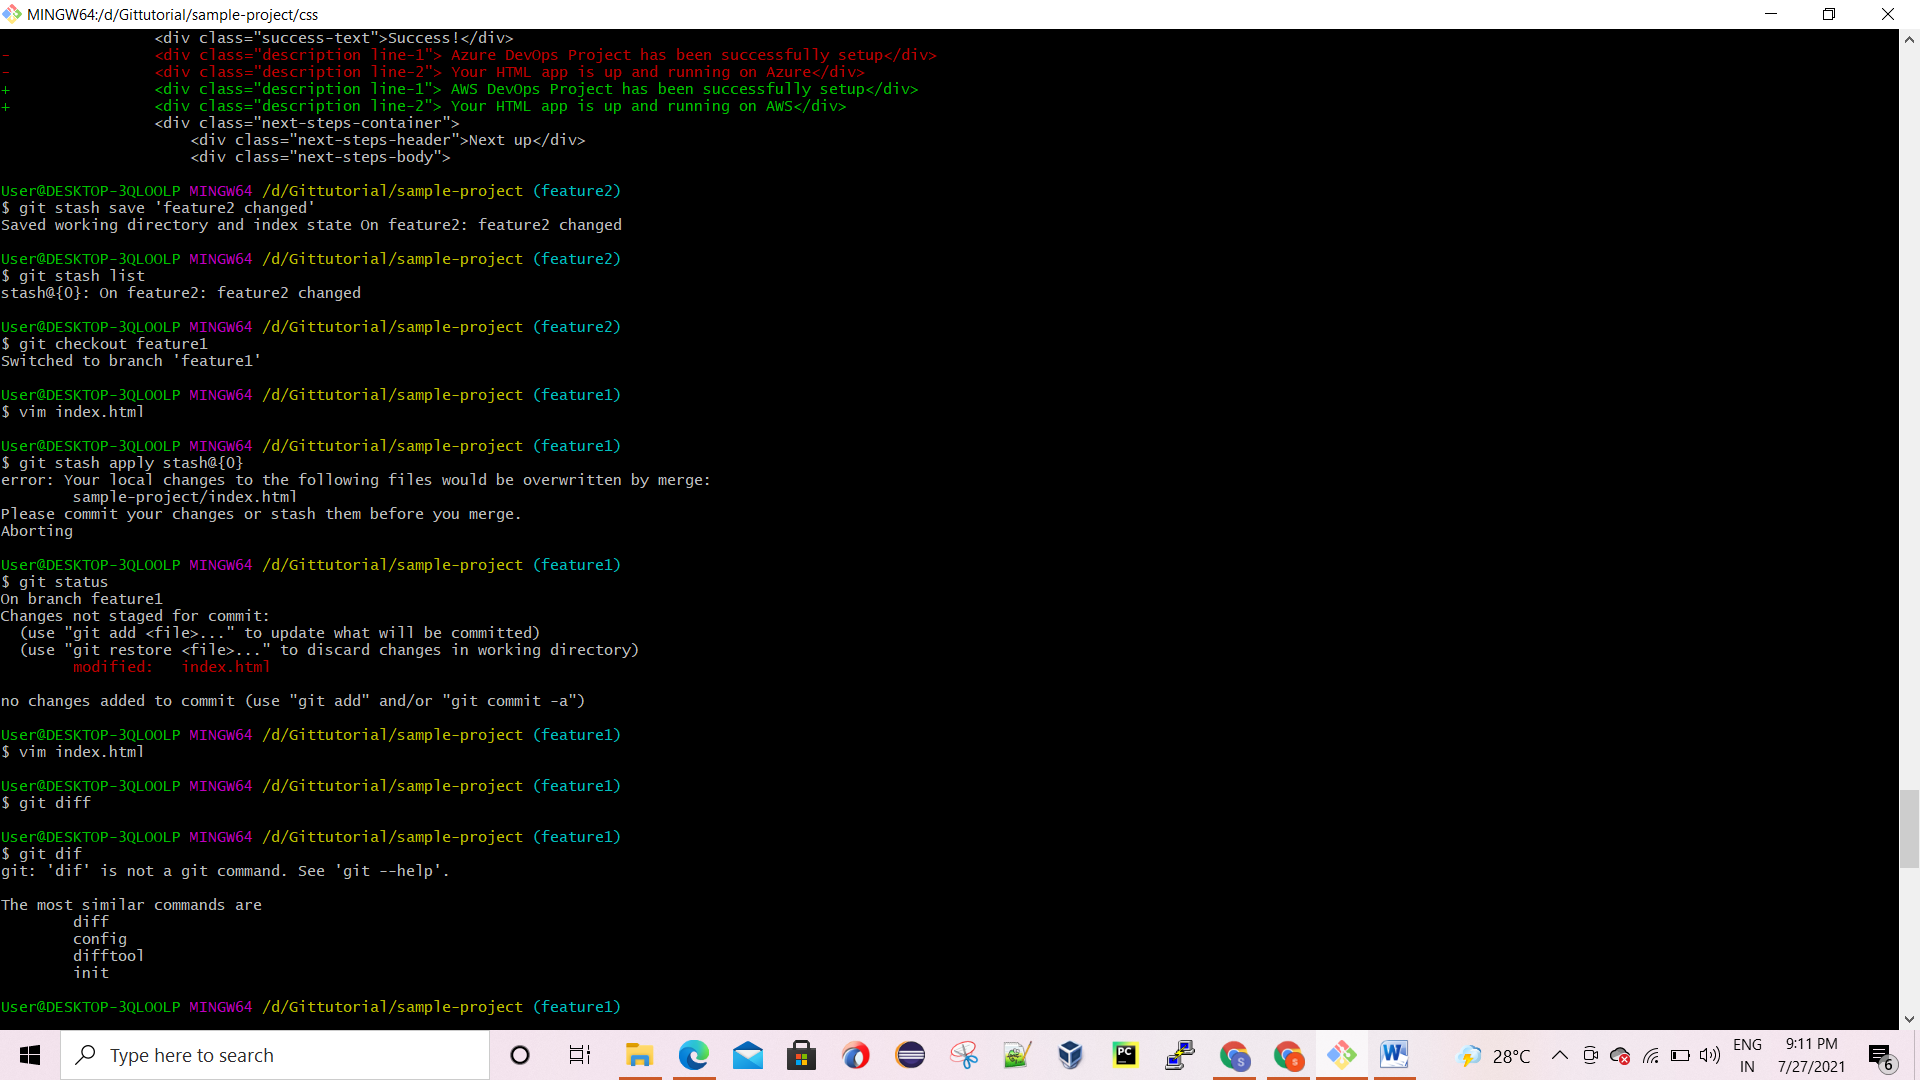 MINGW64:/d/Gittutorial/sample-project/css
            <div class="success-text">Success!</div>
-                <div class="description line-1"> Azure DevOps Project has been successfully setup</div>
-                <div class="description line-2"> Your HTML app is up and running on Azure</div>
+                <div class="description line-1"> AWS DevOps Project has been successfully setup</div>
+                <div class="description line-2"> Your HTML app is up and running on AWS</div>
                 <div class="next-steps-container">
                     <div class="next-steps-header">Next up</div>
                     <div class="next-steps-body">
User@DESKTOP-3QLOOLP MINGW64 /d/Gittutorial/sample-project (feature2)
$ git stash save 'feature2 changed'
Saved working directory and index state On feature2: feature2 changed
User@DESKTOP-3QLOOLP MINGW64 /d/Gittutorial/sample-project (feature2)
$ git stash list
stash@{0}: On feature2: feature2 changed
User@DESKTOP-3QLOOLP MINGW64 /d/Gittutorial/sample-project (feature2)
$ git checkout feature1
Switched to branch 'feature1'
User@DESKTOP-3QLOOLP MINGW64 /d/Gittutorial/sample-project (feature1)
$ vim index.html
User@DESKTOP-3QLOOLP MINGW64 /d/Gittutorial/sample-project (feature1)
$ git stash apply stash@{0}
error: Your local changes to the following files would be overwritten by merge:
        sample-project/index.html
Please commit your changes or stash them before you merge.
Aborting
User@DESKTOP-3QLOOLP MINGW64 /d/Gittutorial/sample-project (feature1)
$ git status
On branch feature1
Changes not staged for commit:
  (use "git add <file>..." to update what will be committed)
  (use "git restore <file>..." to discard changes in working directory)
        modified:   index.html
no changes added to commit (use "git add" and/or "git commit -a")
User@DESKTOP-3QLOOLP MINGW64 /d/Gittutorial/sample-project (feature1)
$ vim index.html
User@DESKTOP-3QLOOLP MINGW64 /d/Gittutorial/sample-project (feature1)
$ git diff
User@DESKTOP-3QLOOLP MINGW64 /d/Gittutorial/sample-project (feature1)
$ git dif
git: 'dif' is not a git command. See 'git --help'.
The most similar commands are
        diff
        config
        difftool
        init
User@DESKTOP-3QLOOLP MINGW64 /d/Gittutorial/sample-project (feature1)
Type here to search
PC
S
s
W
28°C
ENG
IN
9:11 PM
7/27/2021
6